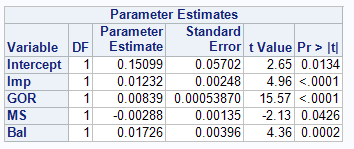 Parameter Estimates
Variable DF Parameter Estimate Standard Error t Value Pr > |t|
Intercept 1 0.15099 0.05702 2.65 0.0134
Imp 1 0.01232 0.00248 4.96 <.0001
GOR 1 0.00839 0.00053870 15.57 <.0001
MS 1 -0.00288 0.00135 -2.13 0.0426
Bal 1 0.01726 0.00396 4.36 0.0002